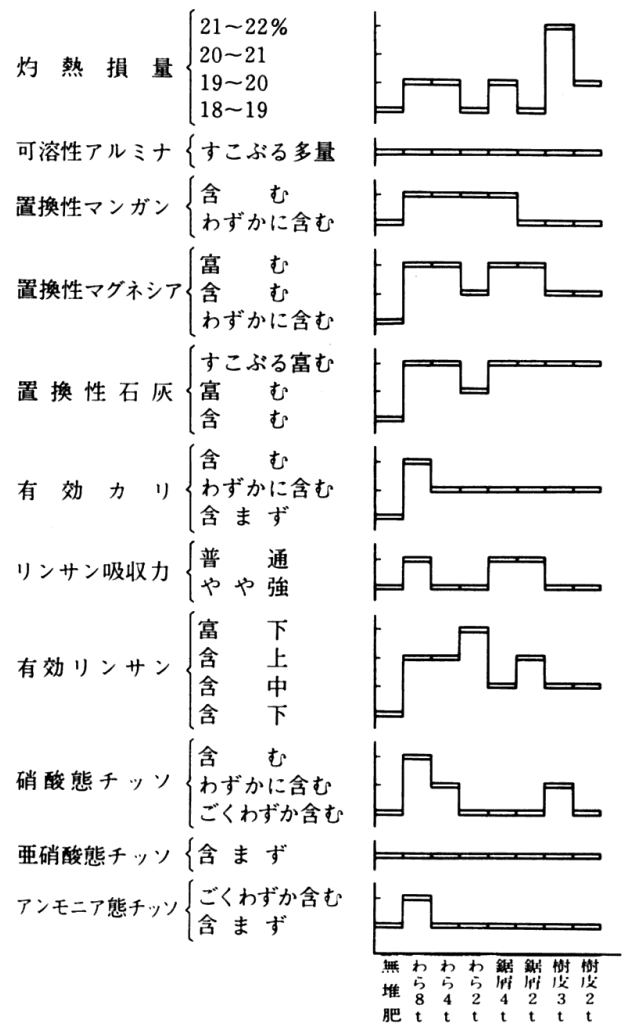 灼熱損量
21～22%
20～21
19～20
18～19
可溶性アルミナ
すこぶる多量
置換性マンガン
含む
わずかに含む
置換性マグネシア
富む
含む
わずかに含む
置換性石灰
すこぶる富む
富む
含む
有効カリ
含む
わずかに含む
含まず
リンサン吸収力
普通
やや強
有効リンサン
富下
含上
含中
含下
硝酸態チッソ
含む
わずかに含む
ごくわずか含む
亜硝酸態チッソ
含まず
アンモニア態チッソ
ごくわずか含む
含まず
無堆肥
わら8t
わら4t
わら2t
鋸屑4t
鋸屑2t
樹皮3t
樹皮2t